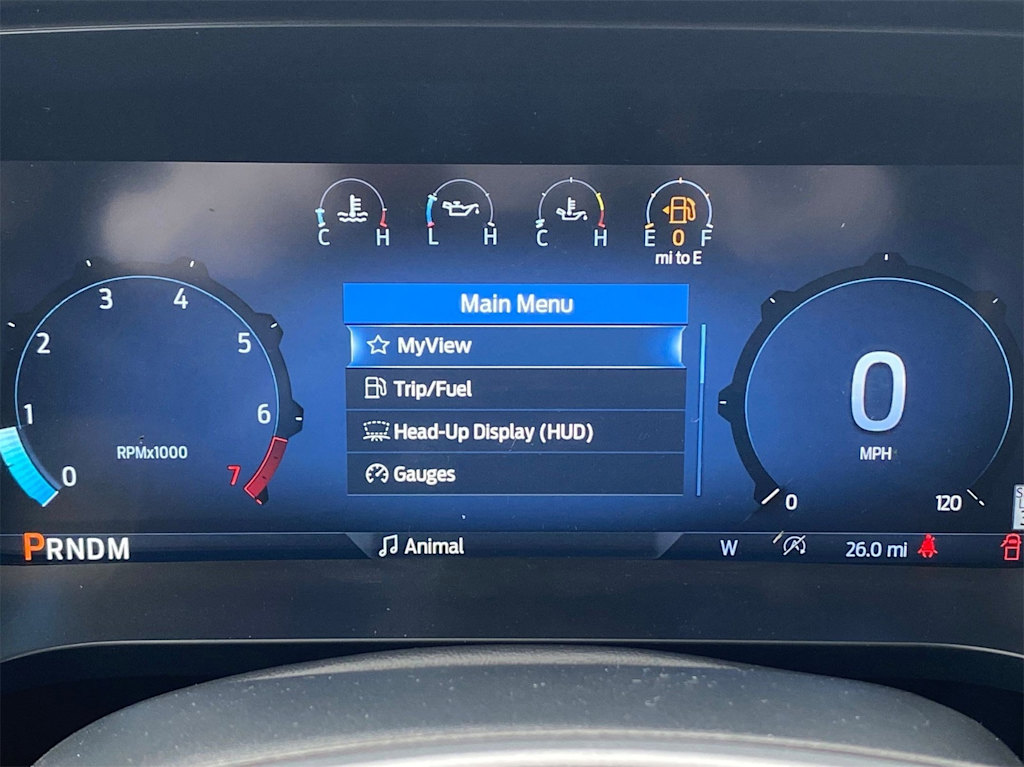 C H L H C H E 0 F
mi to E
Main Menu
MyView
Trip/Fuel
Head-Up Display (HUD)
Gauges
0 1 2 3 4 5 6 7
RPMx1000
0
MPH
0 120
PRNDM
Animal
W
26.0 mi